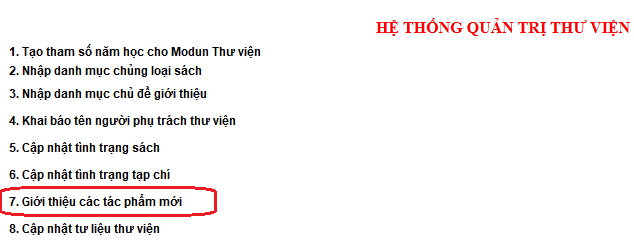 HỆ THỐNG QUẢN TRỊ THƯ VIỆN
1. Tạo tham số năm học cho Modun Thư viện
2. Nhập danh mục chủng loại sách
3. Nhập danh mục chủ đề giới thiệu
4. Khai báo tên người phụ trách thư viện
5. Cập nhật tình trạng sách
6. Cập nhật tình trạng tạp chí
7. Giới thiệu các tác phẩm mới
8. Cập nhật tư liệu thư viện